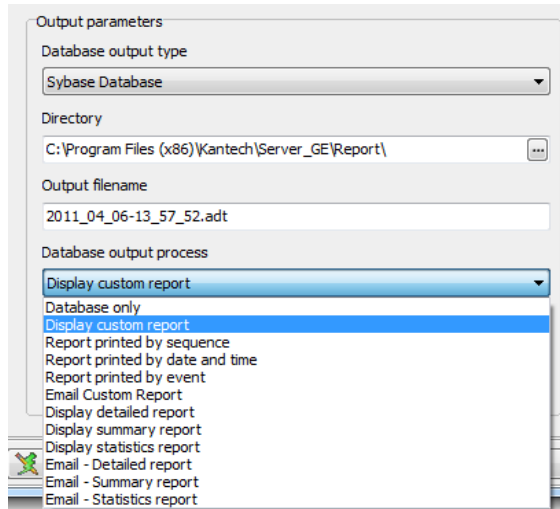 Output parameters
Database output type
Sybase Database
Directory
C:\Program Files (x86)\Kantech\Server_GE\Report\
...
Output filename
2011_04_06-13_57_52.adt
Database output process
Display custom report
Database only
Display custom report
Report printed by sequence
Report printed by date and time
Report printed by event
Email Custom Report
Display detailed report
Display summary report
Display statistics report
Email - Detailed report
Email - Summary report
Email - Statistics report